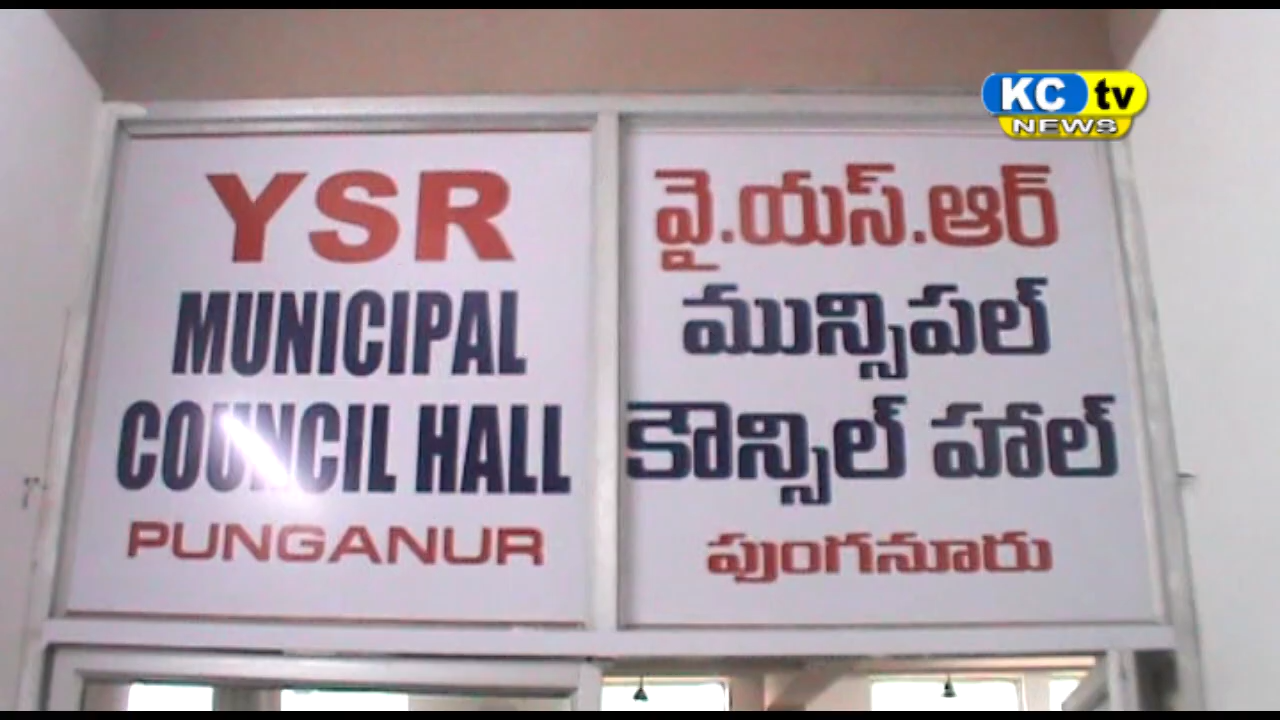 KC tv
NEWS
YSR
MUNICIPAL
COUNCIL HALL
PUNGANUR
వై.యస్.ఆర్
మున్సిపల్
కౌన్సిల్ హాల్
పుంగనూరు